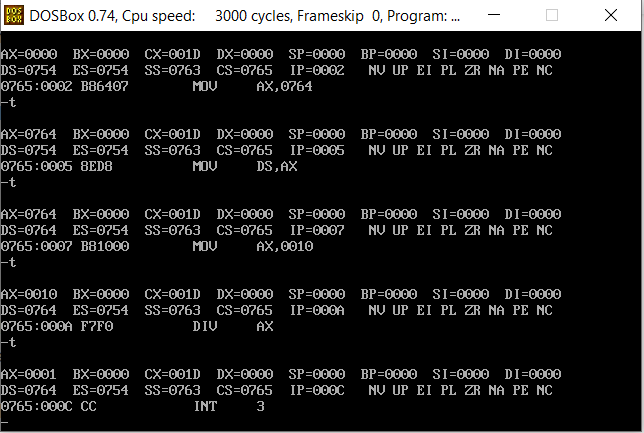 DOS BOX DOSBox 0.74, Cpu speed: 3000 cycles, Frameskip 0, Program: ...
AX=0000 BX=0000 CX=001D DX=0000 SP=0000 BP=0000 SI=0000 DI=0000
DS=0754 ES=0754 SS=0763 CS=0765 IP=0002 NV UP EI PL ZR NA PE NC
0765:0002 B86407 MOV AX,0764
-t
AX=0764 BX=0000 CX=001D DX=0000 SP=0000 BP=0000 SI=0000 DI=0000
DS=0754 ES=0754 SS=0763 CS=0765 IP=0005 NV UP EI PL ZR NA PE NC
0765:0005 8ED8 MOV DS,AX
-t
AX=0764 BX=0000 CX=001D DX=0000 SP=0000 BP=0000 SI=0000 DI=0000
DS=0764 ES=0754 SS=0763 CS=0765 IP=0007 NV UP EI PL ZR NA PE NC
0765:0007 B81000 MOV AX,0010
-t
AX=0010 BX=0000 CX=001D DX=0000 SP=0000 BP=0000 SI=0000 DI=0000
DS=0764 ES=0754 SS=0763 CS=0765 IP=000A NV UP EI PL ZR NA PE NC
0765:000A F7F0 DIV AX
-t
AX=0001 BX=0000 CX=001D DX=0000 SP=0000 BP=0000 SI=0000 DI=0000
DS=0764 ES=0754 SS=0763 CS=0765 IP=000C NV UP EI PL ZR NA PE NC
0765:000C CC INT 3
-